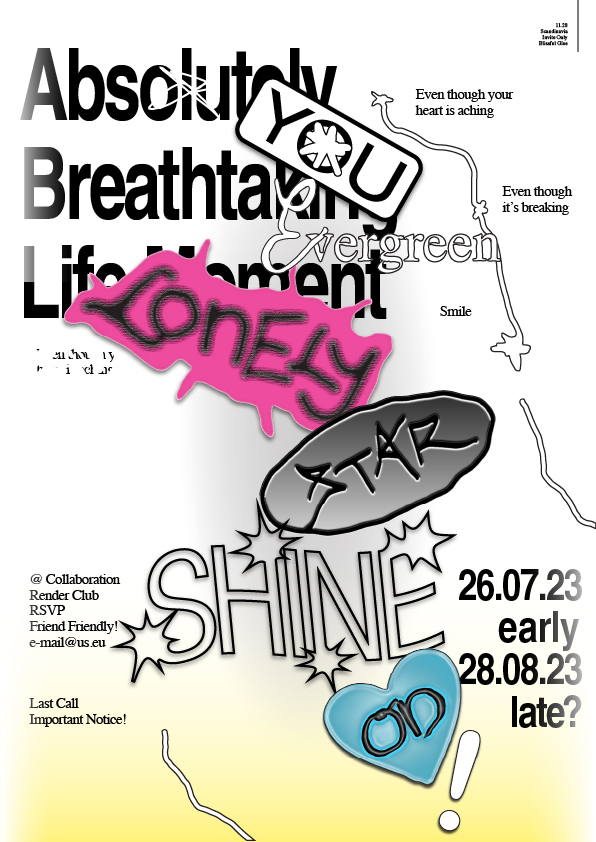 11.28
Scandinavia
Invite Only
Blissful Glee
Absolutely
Breathtaking
Life Moment
YOU
Evergreen
LONELY
STAR
SHINE
on
!
Even though your
heart is aching
Even though
it's breaking
Smile
@ Collaboration
Render Club
RSVP
Friend Friendly!
e-mail@us.eu
Last Call
Important Notice!
26.07.23
early
28.08.23
late?